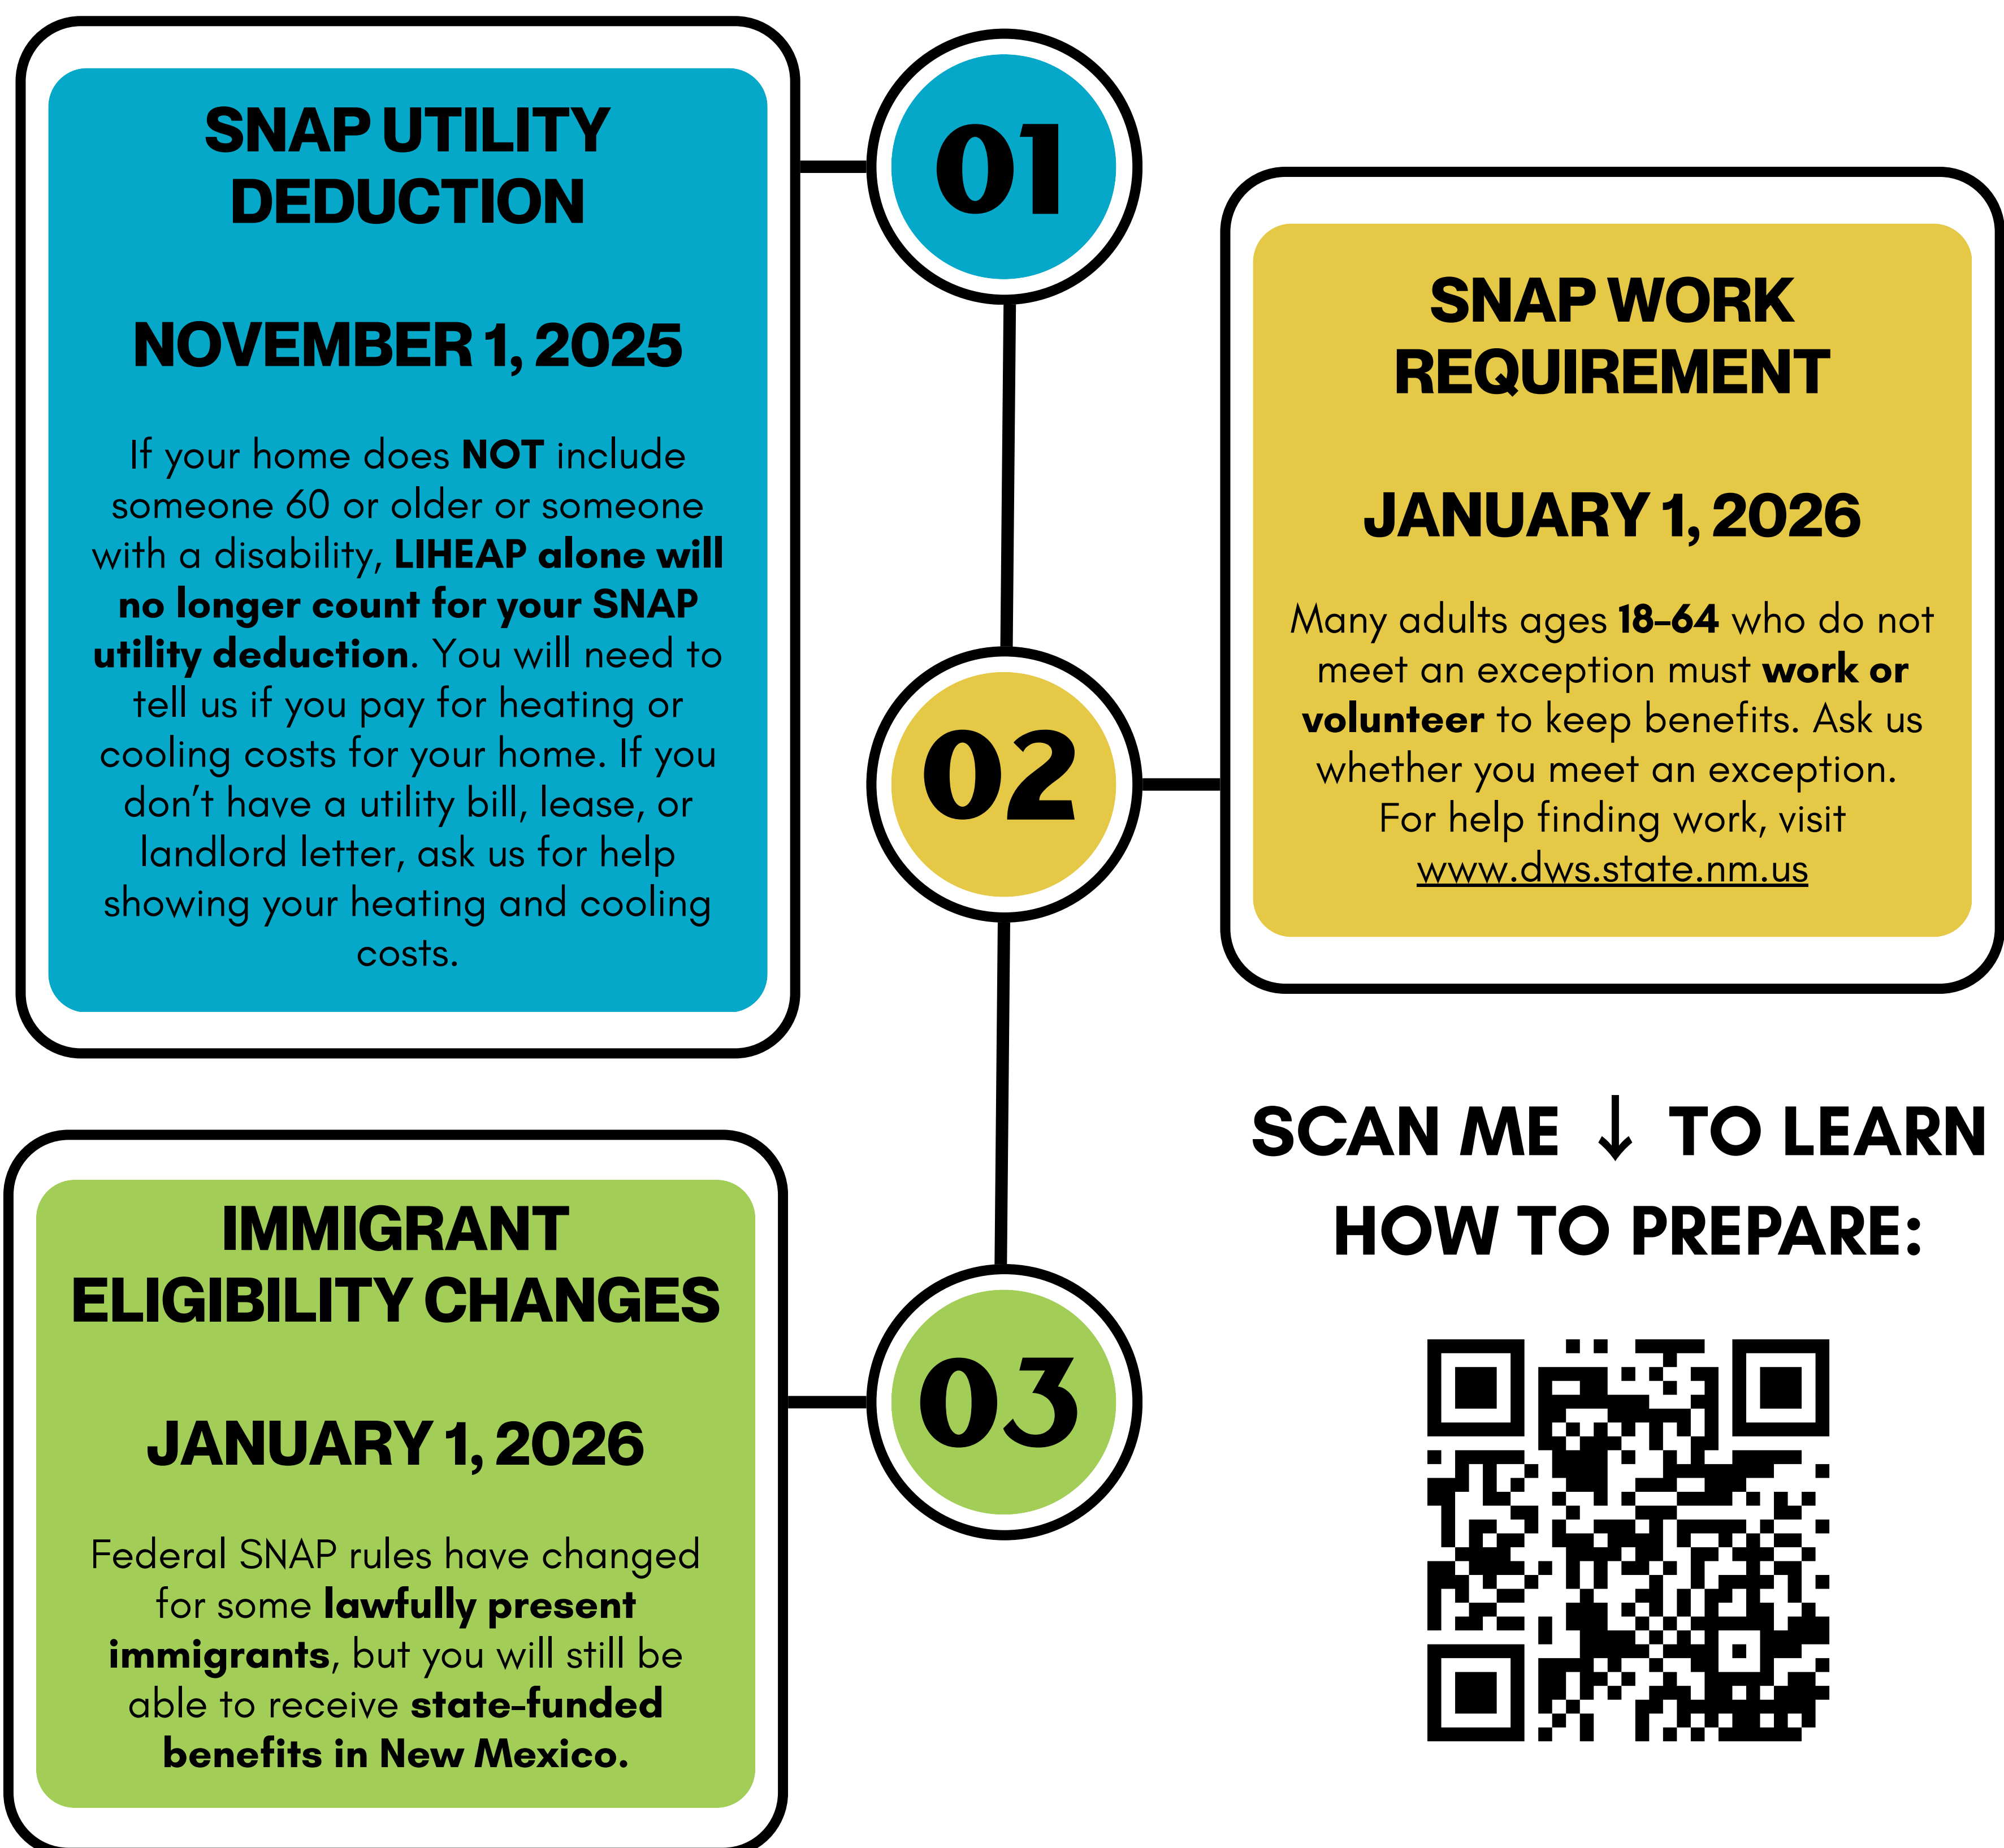 SNAP UTILITY
DEDUCTION
NOVEMBER 1, 2025
If your home does NOT include
someone 60 or older or someone
with a disability, LIHEAP alone will
no longer count for your SNAP
utility deduction. You will need to
tell us if you pay for heating or
cooling costs for your home. If you
don’t have a utility bill, lease, or
landlord letter, ask us for help
showing your heating and cooling
costs.
01
SNAP WORK
REQUIREMENT
JANUARY 1, 2026
Many adults ages 18–64 who do not
meet an exception must work or
volunteer to keep benefits. Ask us
whether you meet an exception.
For help finding work, visit
www.dws.state.nm.us
02
IMMIGRANT
ELIGIBILITY CHANGES
JANUARY 1, 2026
Federal SNAP rules have changed
for some lawfully present
immigrants, but you will still be
able to receive state-funded
benefits in New Mexico.
03
SCAN ME ↓ TO LEARN
HOW TO PREPARE: